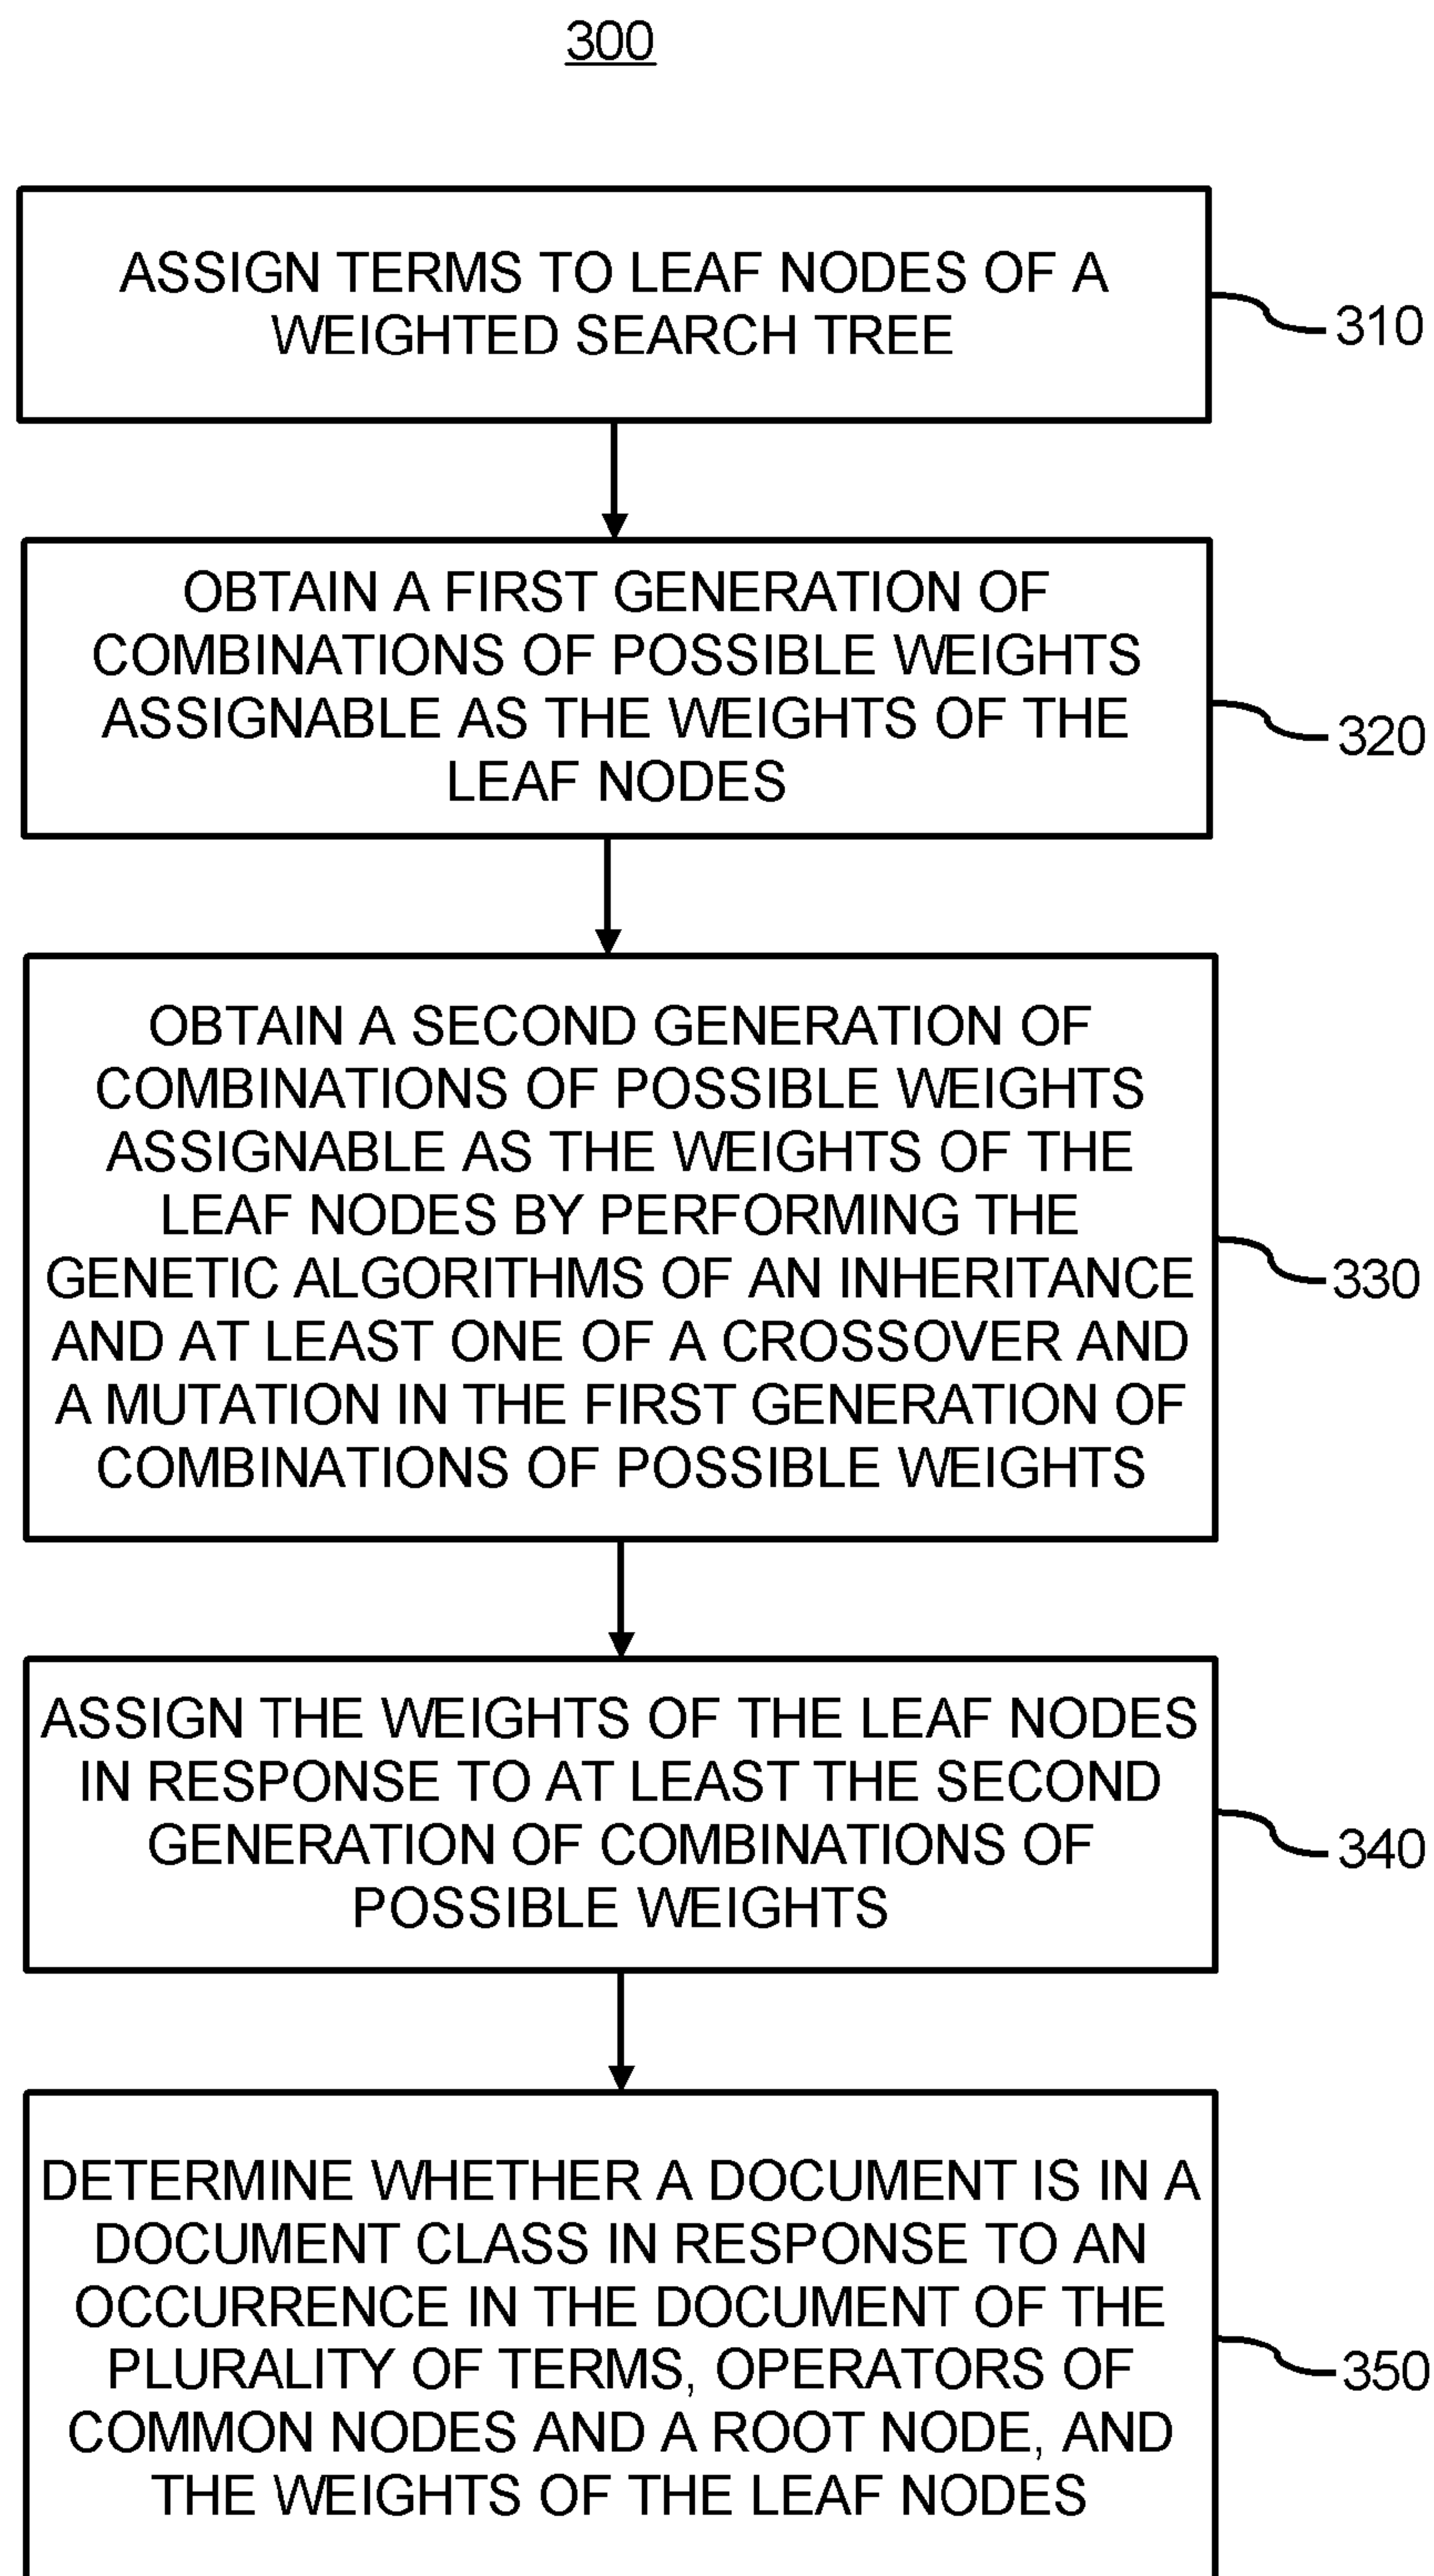 300
ASSIGN TERMS TO LEAF NODES OF A
WEIGHTED SEARCH TREE
310
OBTAIN A FIRST GENERATION OF
COMBINATIONS OF POSSIBLE WEIGHTS
ASSIGNABLE AS THE WEIGHTS OF THE
LEAF NODES
320
OBTAIN A SECOND GENERATION OF
COMBINATIONS OF POSSIBLE WEIGHTS
ASSIGNABLE AS THE WEIGHTS OF THE
LEAF NODES BY PERFORMING THE
GENETIC ALGORITHMS OF AN INHERITANCE
AND AT LEAST ONE OF A CROSSOVER AND
A MUTATION IN THE FIRST GENERATION OF
COMBINATIONS OF POSSIBLE WEIGHTS
330
ASSIGN THE WEIGHTS OF THE LEAF NODES
IN RESPONSE TO AT LEAST THE SECOND
GENERATION OF COMBINATIONS OF
POSSIBLE WEIGHTS
340
DETERMINE WHETHER A DOCUMENT IS IN A
DOCUMENT CLASS IN RESPONSE TO AN
OCCURRENCE IN THE DOCUMENT OF THE
PLURALITY OF TERMS, OPERATORS OF
COMMON NODES AND A ROOT NODE, AND
THE WEIGHTS OF THE LEAF NODES
350